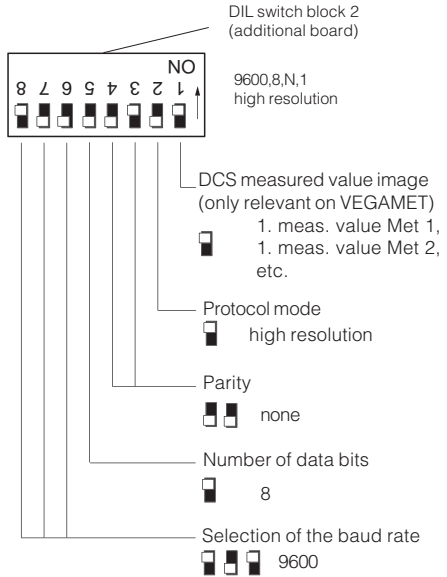 DIL switch block 2
(additional board)
ON
8 7 6 5 4 3 2 1
9600,8,N,1
high resolution
DCS measured value image
(only relevant on VEGAMET)
1. meas. value Met 1,
1. meas. value Met 2,
etc.
Protocol mode
high resolution
Parity
none
Number of data bits
8
Selection of the baud rate
9600